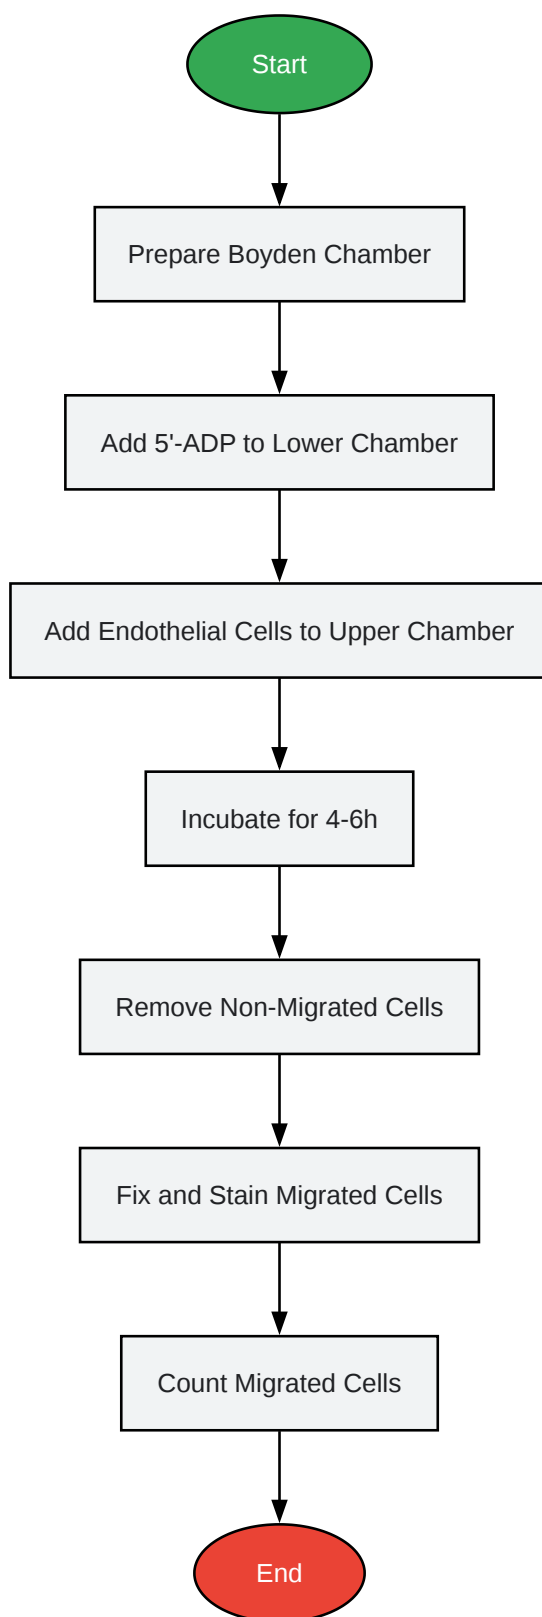 Start
Prepare Boyden Chamber
Add 5'-ADP to Lower Chamber
Add Endothelial Cells to Upper Chamber
Incubate for 4-6h
Remove Non-Migrated Cells
Fix and Stain Migrated Cells
Count Migrated Cells
End